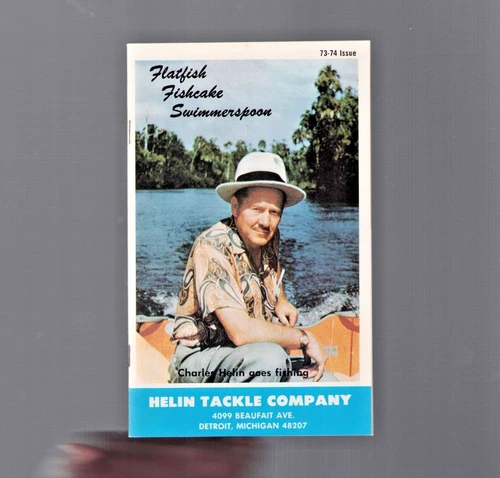 73-74 Issue
Flatfish
Fishcake
Swimmerspoon
Charles Helin goes fishing
HELIN TACKLE COMPANY
4099 BEAUFAIT AVE.
DETROIT, MICHIGAN 48207